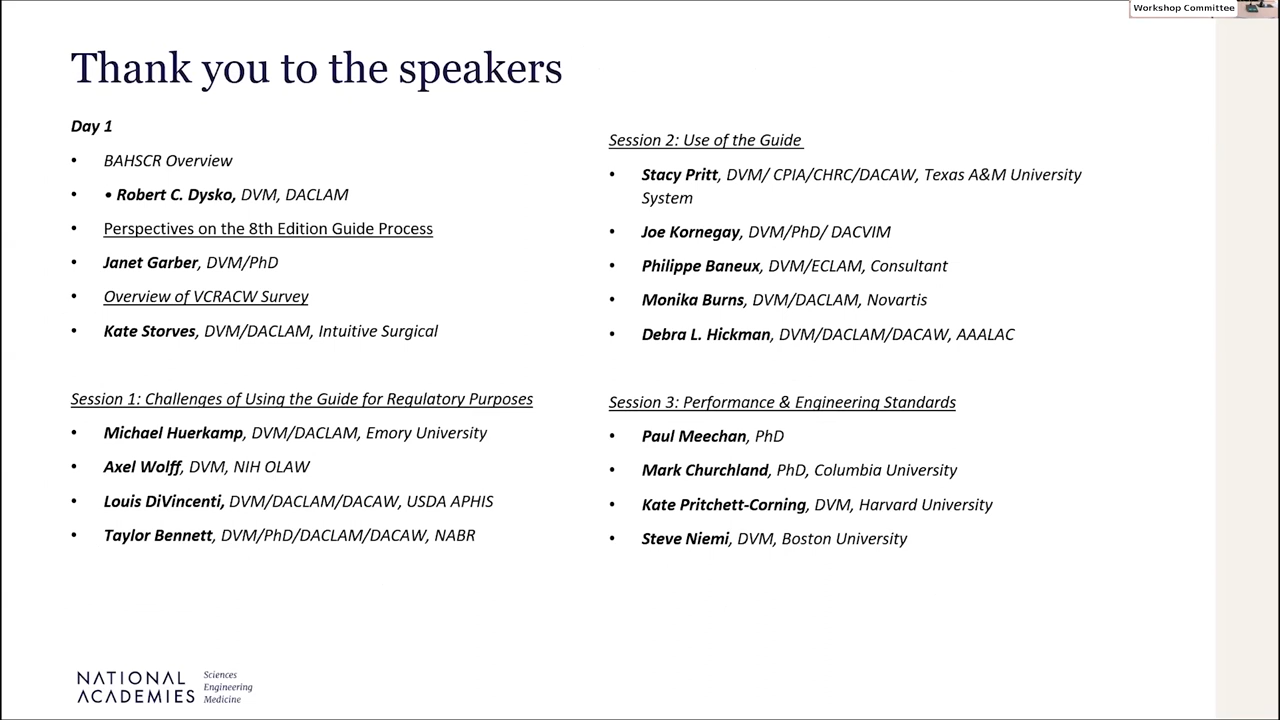 Workshop Committee
Thank you to the speakers
Day 1
• BAHSCR Overview
• • Robert C. Dysko, DVM, DACLAM
• Perspectives on the 8th Edition Guide Process
• Janet Garber, DVM/PhD
• Overview of VCRACW Survey
• Kate Storves, DVM/DACLAM, Intuitive Surgical
Session 1: Challenges of Using the Guide for Regulatory Purposes
• Michael Huerkamp, DVM/DACLAM, Emory University
• Axel Wolff, DVM, NIH OLAW
• Louis DiVincenti, DVM/DACLAM/DACAW, USDA APHIS
• Taylor Bennett, DVM/PhD/DACLAM/DACAW, NABR
Session 2: Use of the Guide
• Stacy Pritt, DVM/ CPIA/CHRC/DACAW, Texas A&M University
System
• Joe Kornegay, DVM/PhD/ DACVIM
• Philippe Baneux, DVM/ECLAM, Consultant
• Monika Burns, DVM/DACLAM, Novartis
• Debra L. Hickman, DVM/DACLAM/DACAW, AAALAC
Session 3: Performance & Engineering Standards
• Paul Meechan, PhD
• Mark Churchland, PhD, Columbia University
• Kate Pritchett-Corning, DVM, Harvard University
• Steve Niemi, DVM, Boston University
NATIONAL ACADEMIES
Sciences
Engineering
Medicine